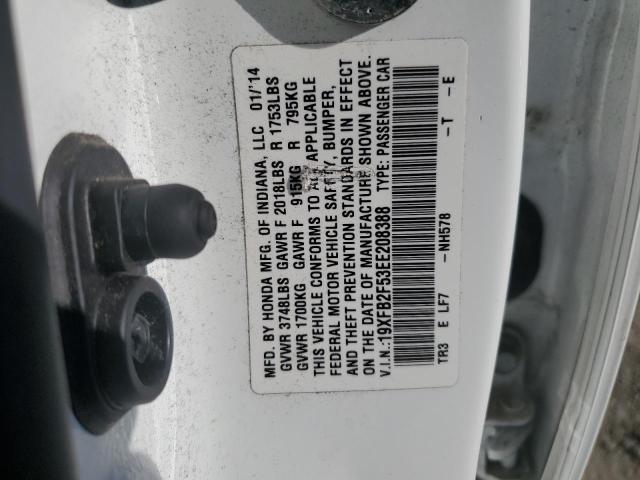 MFD. BY HONDA MFG. OF INDIANA, LLC 01/'14
GVWR 3748LBS GAWR F 2018LBS R 1753LBS
GVWR 1700KG GAWR F 915KG R 795KG
THIS VEHICLE CONFORMS TO ALL APPLICABLE
FEDERAL MOTOR VEHICLE SAFETY, BUMPER,
AND THEFT PREVENTION STANDARDS IN EFFECT
ON THE DATE OF MANUFACTURE SHOWN ABOVE.
V.I.N.:19XFB2F53EE208388 TYPE: PASSENGER CAR
TR3 E LF7 -NH578 -T -E